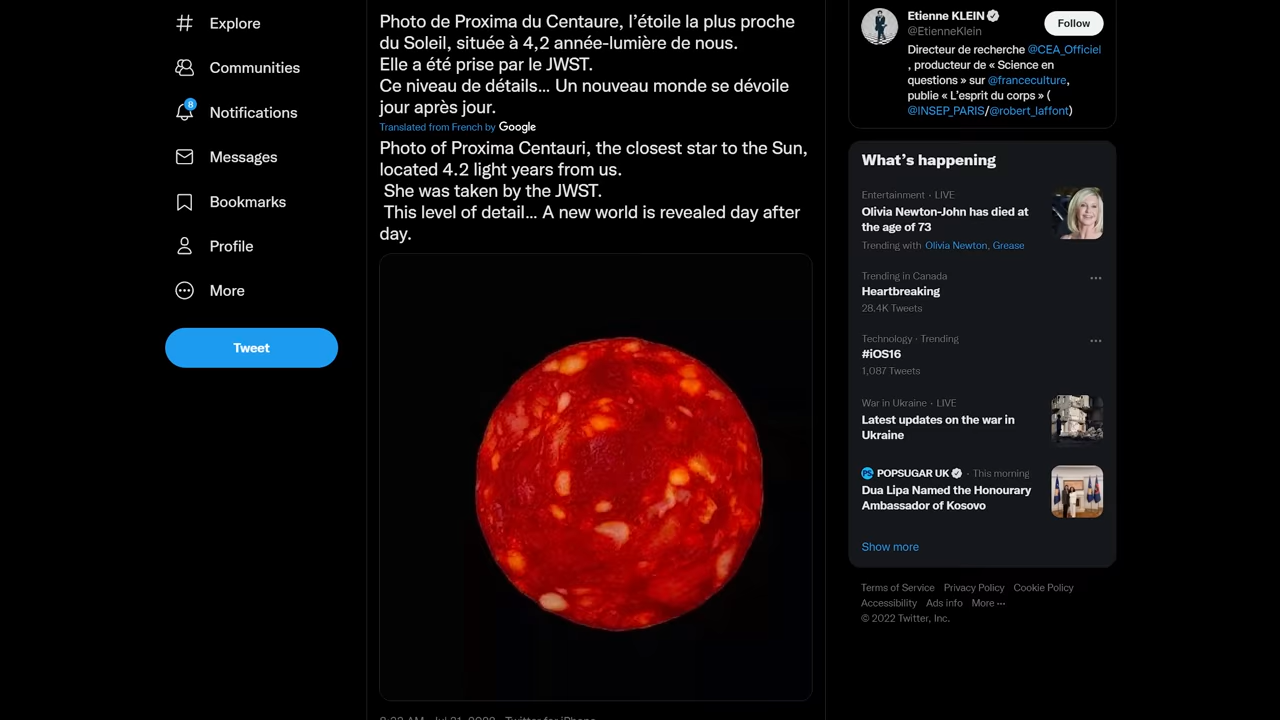 Explore
Communities
Notifications
8
Messages
Bookmarks
Profile
More
Tweet
Photo de Proxima du Centaure, l’étoile la plus proche
du Soleil, située à 4,2 année-lumière de nous.
Elle a été prise par le JWST.
Ce niveau de détails… Un nouveau monde se dévoile
jour après jour.
Translated from French by Google
Photo of Proxima Centauri, the closest star to the Sun,
located 4.2 light years from us.
She was taken by the JWST.
This level of detail… A new world is revealed day after
day.
Etienne KLEIN
@EtienneKlein
Follow
Directeur de recherche @CEA_Officiel
, producteur de « Science en
questions » sur @franceculture,
publie « L’esprit du corps » (
@INSEP_PARIS/@robert_laffont)
What’s happening
Entertainment · LIVE
Olivia Newton-John has died at
the age of 73
Trending with Olivia Newton, Grease
Trending in Canada
Heartbreaking
28.4K Tweets
Technology · Trending
#iOS16
1,087 Tweets
War in Ukraine · LIVE
Latest updates on the war in
Ukraine
POPSUGAR UK · This morning
Dua Lipa Named the Honourary
Ambassador of Kosovo
Show more
Terms of Service Privacy Policy Cookie Policy
Accessibility Ads info More ···
© 2022 Twitter, Inc.